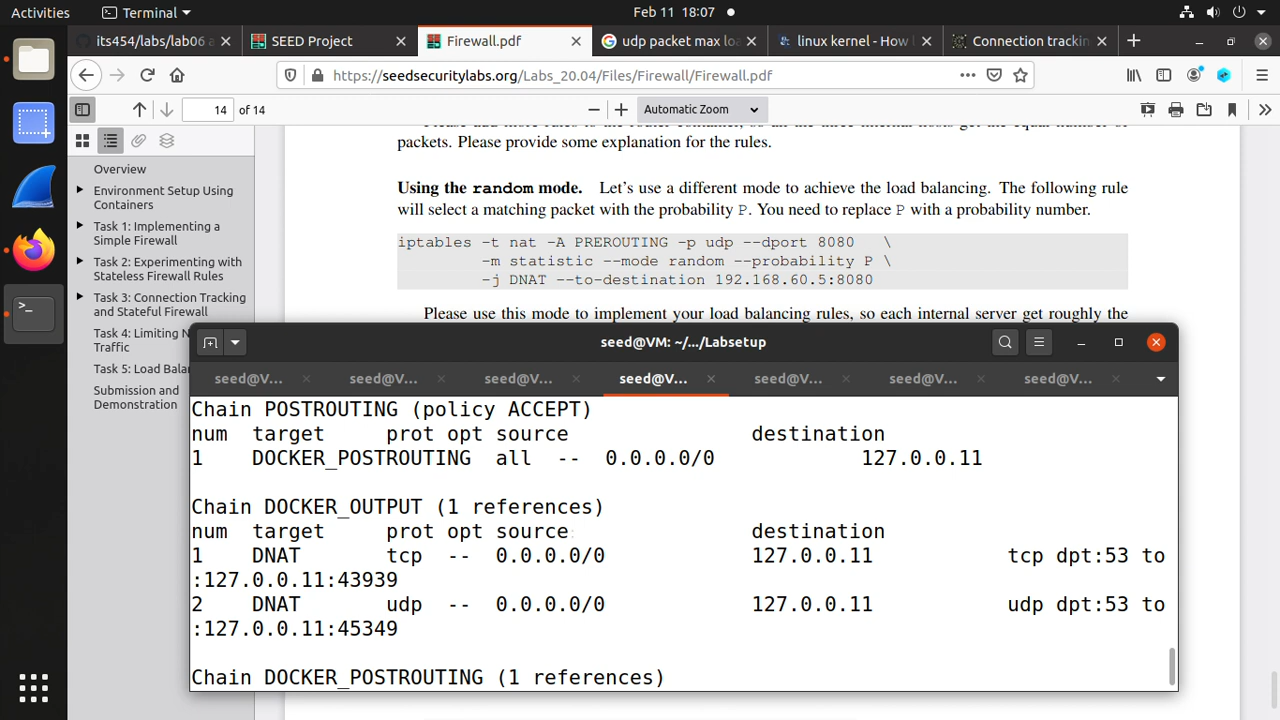 Activities
Terminal
Feb 11 18:07
its454/labs/lab06 a
SEED Project
Firewall.pdf
udp packet max lo
linux kernel - How
Connection trackin
https://seedsecuritylabs.org/Labs_20.04/Files/Firewall/Firewall.pdf
14 of 14
Automatic Zoom
Overview
Environment Setup Using
Containers
Task 1: Implementing a
Simple Firewall
Task 2: Experimenting with
Stateless Firewall Rules
Task 3: Connection Tracking
and Stateful Firewall
Task 4: Limiting N
Traffic
Task 5: Load Bala
Submission and
Demonstration
packets. Please provide some explanation for the rules.
Using the random mode. Let's use a different mode to achieve the load balancing. The following rule
will select a matching packet with the probability P. You need to replace P with a probability number.
iptables -t nat -A PREROUTING -p udp --dport 8080 \
-m statistic --mode random --probability P \
-j DNAT --to-destination 192.168.60.5:8080
Please use this mode to implement your load balancing rules, so each internal server get roughly the
seed@VM: ~/.../Labsetup
seed@V...
seed@V...
seed@V...
seed@V...
seed@V...
seed@V...
seed@V...
Chain POSTROUTING (policy ACCEPT)
num target prot opt source destination
1 DOCKER_POSTROUTING all -- 0.0.0.0/0 127.0.0.11
Chain DOCKER_OUTPUT (1 references)
num target prot opt source destination
1 DNAT tcp -- 0.0.0.0/0 127.0.0.11 tcp dpt:53 to
:127.0.0.11:43939
2 DNAT udp -- 0.0.0.0/0 127.0.0.11 udp dpt:53 to
:127.0.0.11:45349
Chain DOCKER_POSTROUTING (1 references)